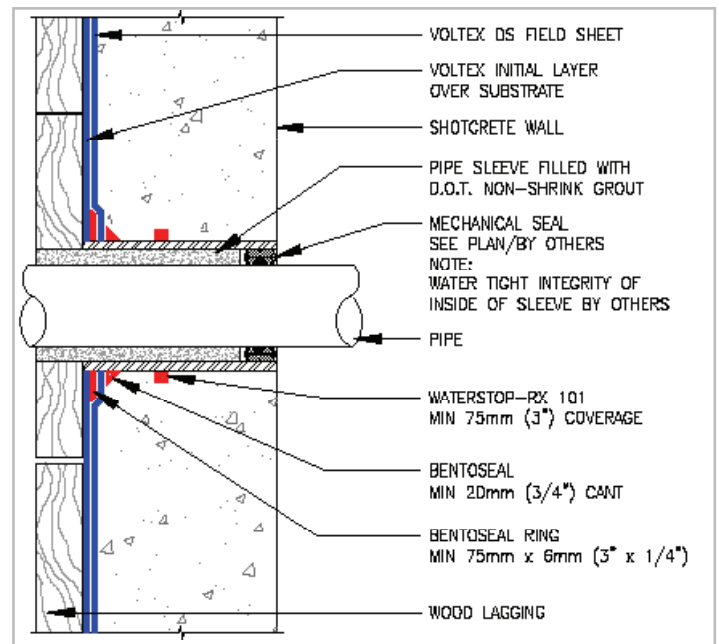 VOLTEX DS FIELD SHEET
VOLTEX INITIAL LAYER
OVER SUBSTRATE
SHOTCRETE WALL
PIPE SLEEVE FILLED WITH
D.O.T. NON-SHRINK GROUT
MECHANICAL SEAL
SEE PLAN/BY OTHERS
NOTE:
WATER TIGHT INTEGRITY OF
INSIDE OF SLEEVE BY OTHERS
PIPE
WATERSTOP-RX 101
MIN 75mm (3") COVERAGE
BENTOSEAL
MIN 20mm (3/4") CANT
BENTOSEAL RING
MIN 75mm x 6mm (3" x 1/4")
WOOD LAGGING